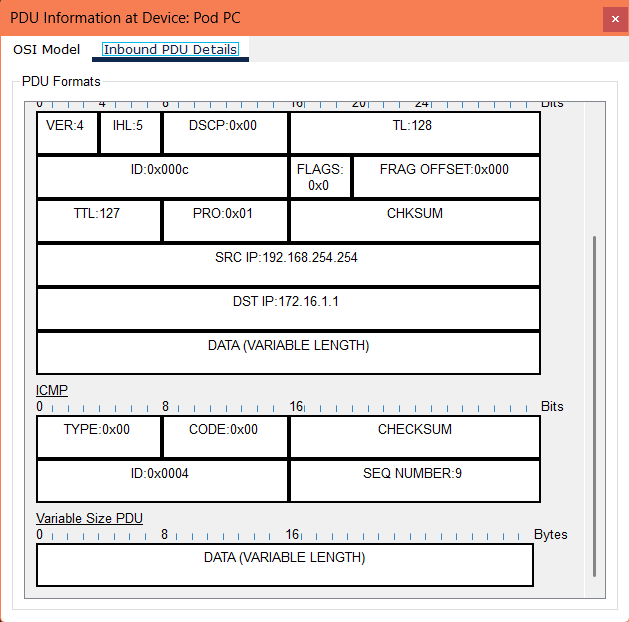 PDU Information at Device: Pod PC
×
OSI Model Inbound PDU Details
PDU Formats
0 4 8 16 20 24 Bits
VER:4 IHL:5 DSCP:0x00 TL:128
ID:0x000c FLAGS: 0x0 FRAG OFFSET:0x000
TTL:127 PRO:0x01 CHKSUM
SRC IP:192.168.254.254
DST IP:172.16.1.1
DATA (VARIABLE LENGTH)
ICMP
0 8 16 Bits
TYPE:0x00 CODE:0x00 CHECKSUM
ID:0x0004 SEQ NUMBER:9
Variable Size PDU
0 8 16 Bytes
DATA (VARIABLE LENGTH)